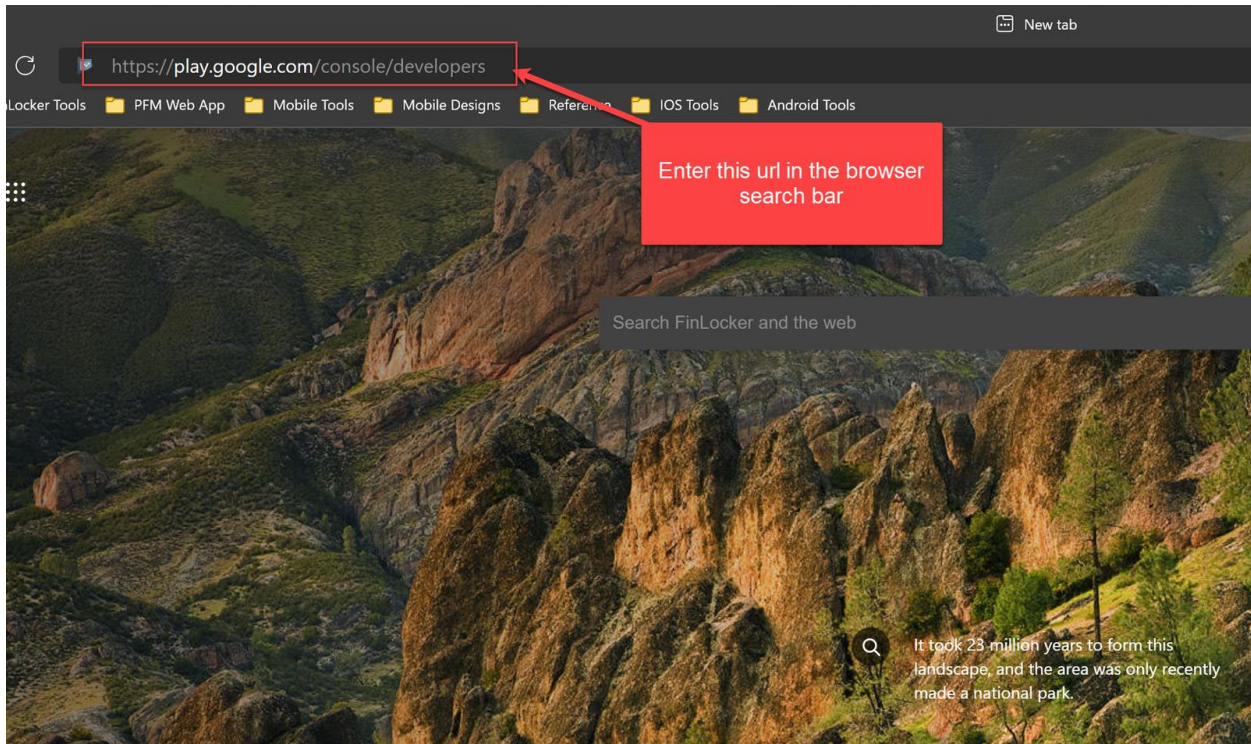 New tab
https://play.google.com/console/developers
Locker Tools PFM Web App Mobile Tools Mobile Designs Reference IOS Tools Android Tools
Enter this url in the browser
search bar
Search FinLocker and the web
It took 23 million years to form this
landscape, and the area was only recently
made a national park.